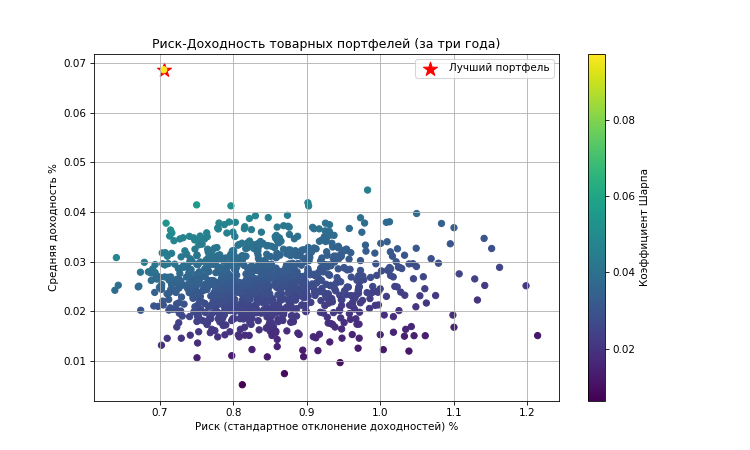 Риск-Доходность товарных портфелей (за три года)
Лучший портфель
0.07
0.06
0.05
0.04
0.03
0.02
0.01
Средняя доходность %
0.7 0.8 0.9 1.0 1.1 1.2
Риск (стандартное отклонение доходностей) %
0.08
0.06
0.04
0.02
Коэффициент Шарпа